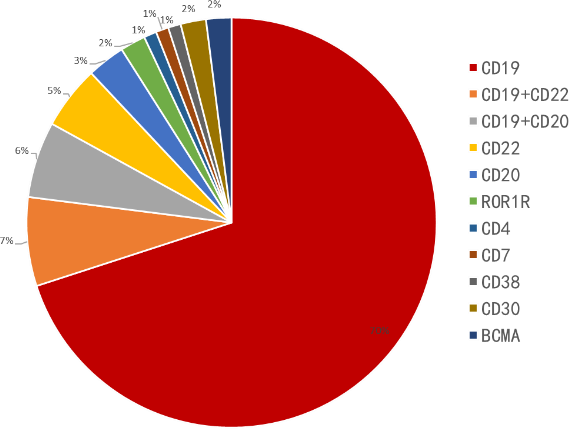 1%
1%
2%
2%
2%
1%
3%
5%
6%
7%
CD19
CD19+CD22
CD19+CD20
CD22
CD20
ROR1R
CD4
CD7
CD38
CD30
BCMA